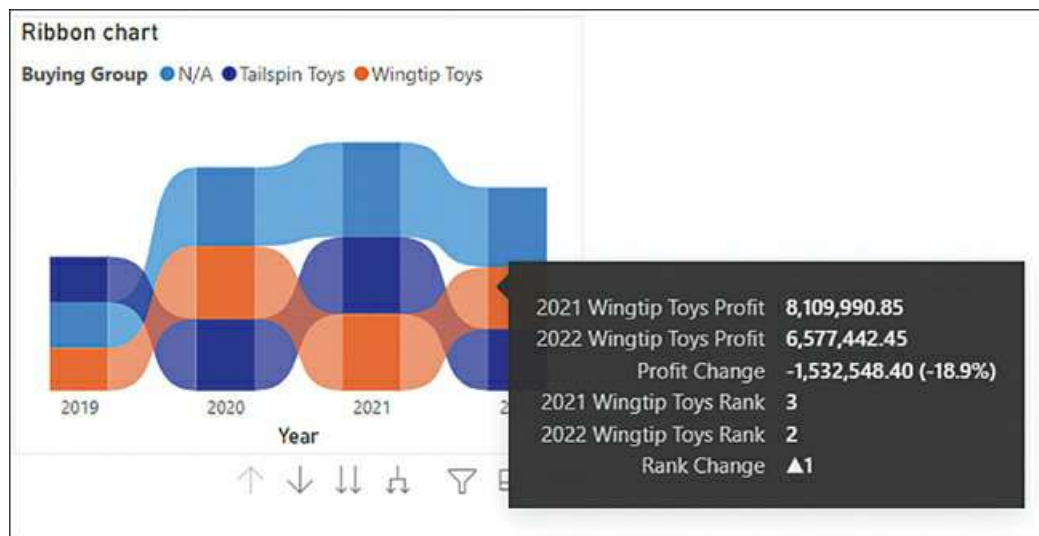 Ribbon chart
Buying Group N/A Tailspin Toys Wingtip Toys
2021 Wingtip Toys Profit 8,109,990.85
2022 Wingtip Toys Profit 6,577,442.45
Profit Change -1,532,548.40 (-18.9%)
2021 Wingtip Toys Rank 3
2022 Wingtip Toys Rank 2
Rank Change ▲1
2019 2020 2021
Year